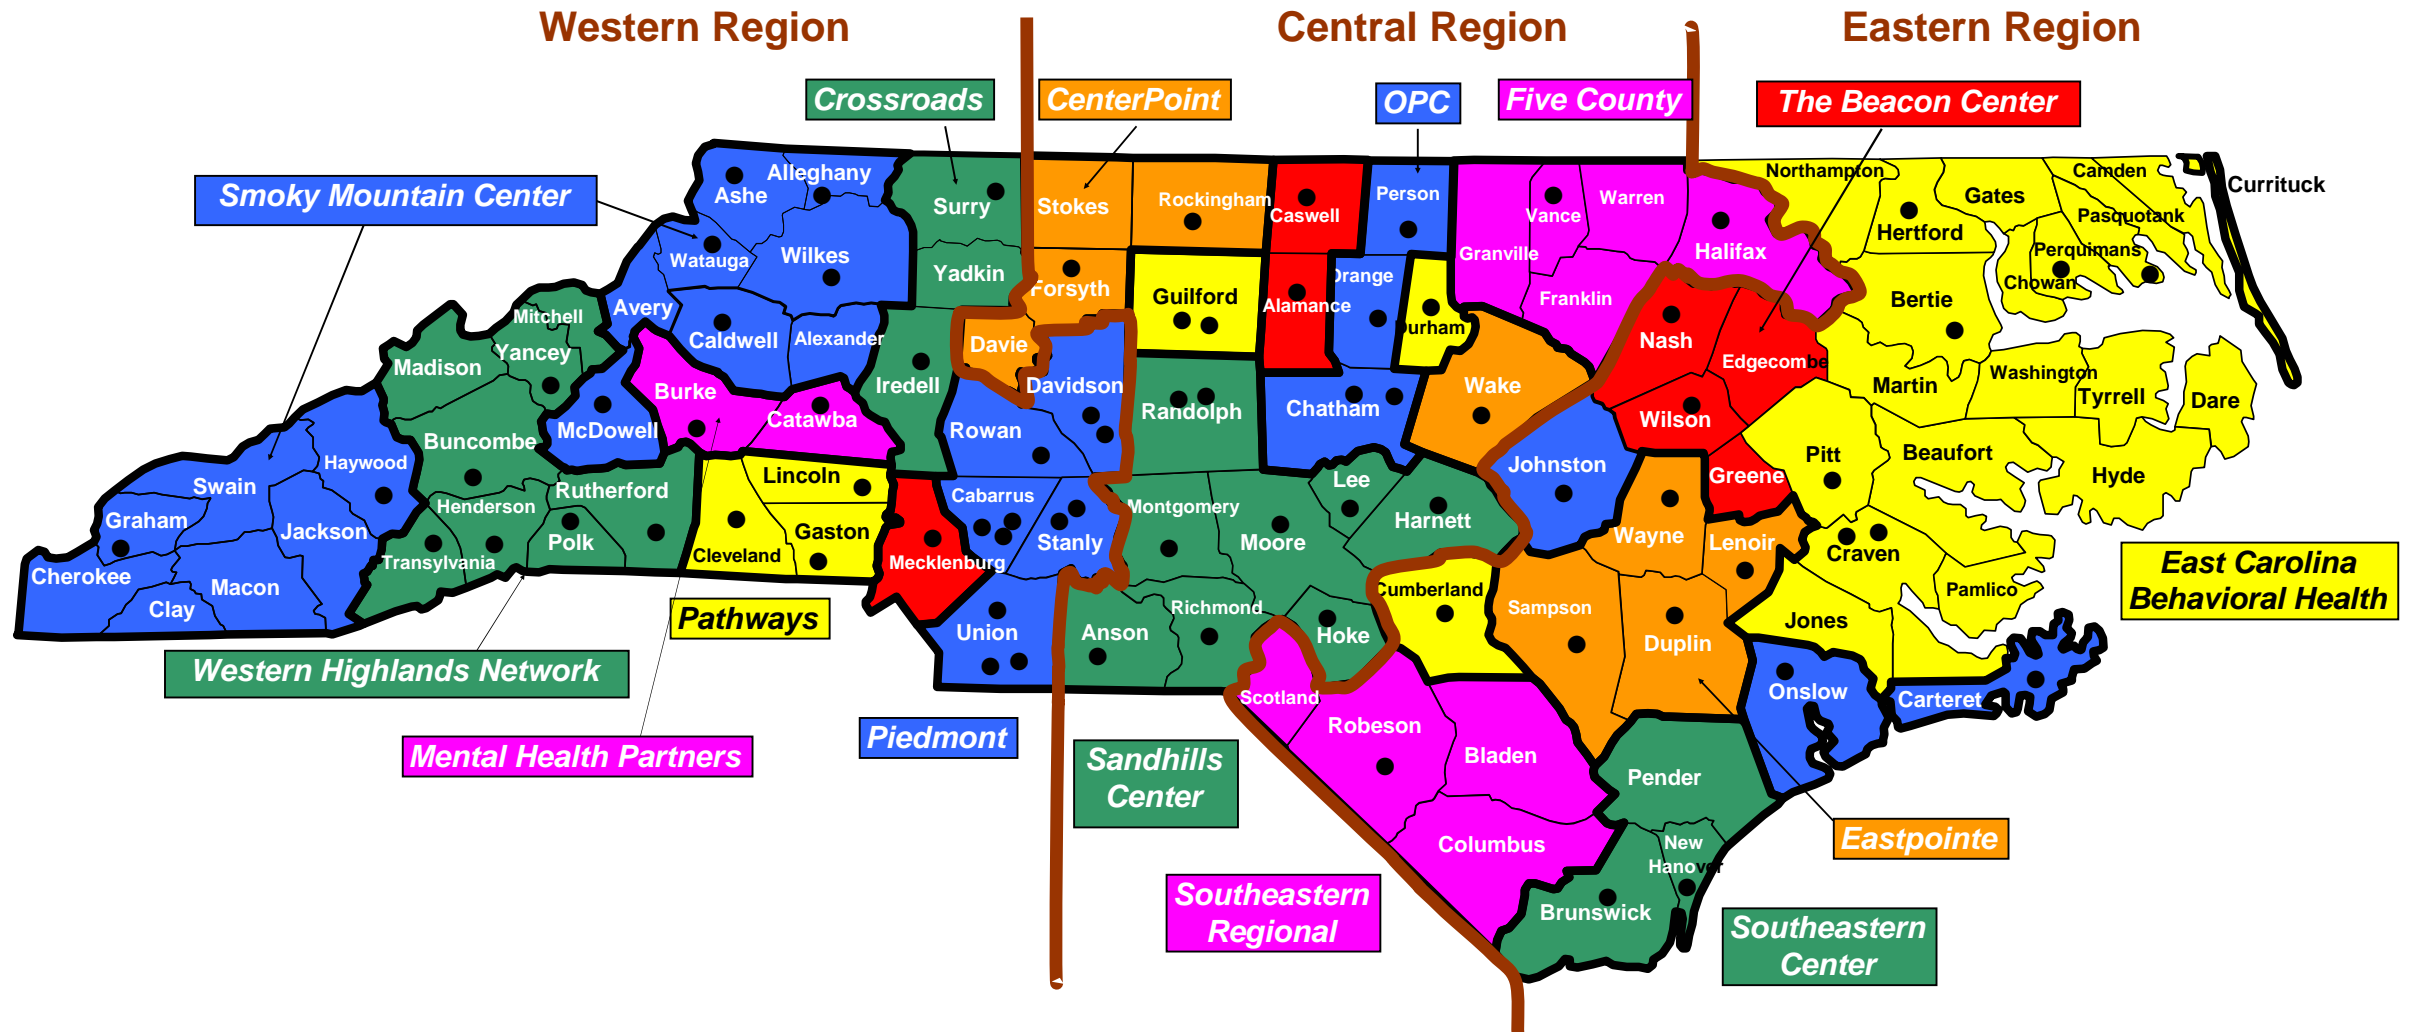 Western Region
Central Region
Eastern Region
Crossroads
CenterPoint
OPC
Five County
The Beacon Center
Smoky Mountain Center
Ashe
Alleghany
Surry
Stokes
Rockingham
Caswell
Person
Vance
Warren
Northampton
Gates
Camden
Currituck
Pasquotank
Hertford
Perquimans
Chowan
Halifax
Granville
Watauga
Wilkes
Yadkin
Forsyth
Guilford
Alamance
Orange
Durham
Franklin
Bertie
Avery
Mitchell
Yancey
Madison
Caldwell
Alexander
Davie
Iredell
Davidson
Nash
Edgecombe
Martin
Washington
Tyrrell
Dare
Burke
Catawba
McDowell
Buncombe
Haywood
Rowan
Randolph
Chatham
Wake
Wilson
Johnston
Greene
Pitt
Beaufort
Hyde
Swain
Graham
Jackson
Cherokee
Clay
Macon
Henderson
Transylvania
Rutherford
Polk
Lincoln
Cleveland
Gaston
Cabarrus
Stanly
Mecklenburg
Montgomery
Moore
Lee
Harnett
Wayne
Lenoir
Craven
Pamlico
Jones
Union
Anson
Richmond
Hoke
Cumberland
Sampson
Duplin
Onslow
Carteret
Scotland
Robeson
Bladen
Columbus
Pender
New
Hanover
Brunswick
East Carolina
Behavioral Health
Pathways
Western Highlands Network
Mental Health Partners
Piedmont
Sandhills
Center
Eastpointe
Southeastern
Regional
Southeastern
Center